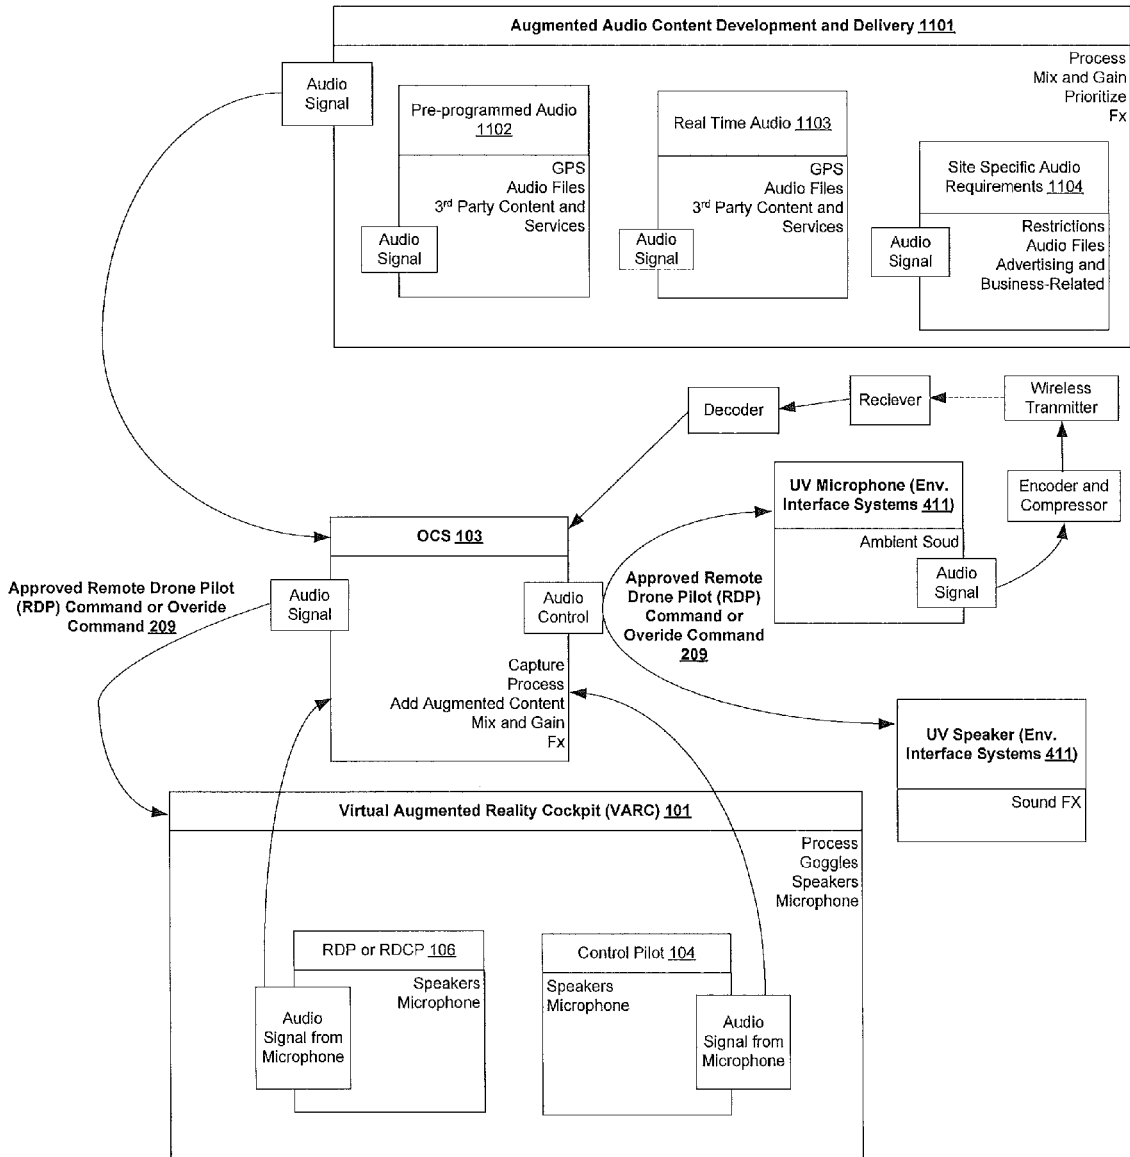 Augmented Audio Content Development and Delivery 1101
Process
Mix and Gain
Prioritize
Fx
Audio
Signal
Pre-programmed Audio
1102
GPS
Audio Files
3rd Party Content and
Services
Audio
Signal
Real Time Audio 1103
GPS
Audio Files
3rd Party Content and
Services
Audio
Signal
Site Specific Audio
Requirements 1104
Restrictions
Audio Files
Advertising and
Business-Related
Audio
Signal
Decoder
Reclever
Wireless
Tranmitter
Encoder and
Compressor
UV Microphone (Env.
Interface Systems 411)
Ambient Soud
Audio
Signal
OCS 103
Audio
Signal
Audio
Control
Capture
Process
Add Augmented Content
Mix and Gain
Fx
Approved Remote Drone Pilot
(RDP) Command or Overide
Command 209
Approved Remote
Drone Pilot (RDP)
Command or
Overide Command
209
UV Speaker (Env.
Interface Systems 411)
Sound FX
Virtual Augmented Reality Cockpit (VARC) 101
Process
Goggles
Speakers
Microphone
RDP or RDCP 106
Speakers
Microphone
Audio
Signal from
Microphone
Control Pilot 104
Speakers
Microphone
Audio
Signal from
Microphone